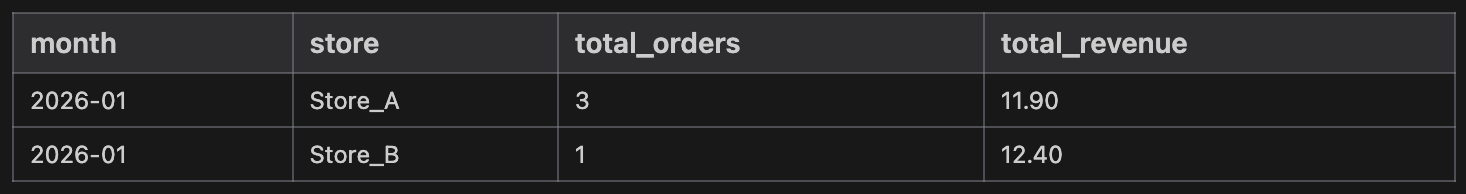 month store total_orders total_revenue
2026-01 Store_A 3 11.90
2026-01 Store_B 1 12.40